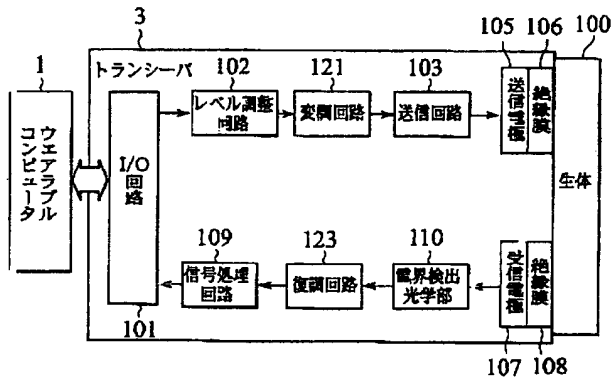 3
105 106 100
1
トランシーバ
102 121 103
レベル調整
回路
変調回路
送信回路
送信電極
絶縁膜
ウエアラブル
コンピュータ
I/O
回路
生体
109 123 110
信号処理
回路
復調回路
電界検出
光学部
受信電極
絶縁膜
101
107 108